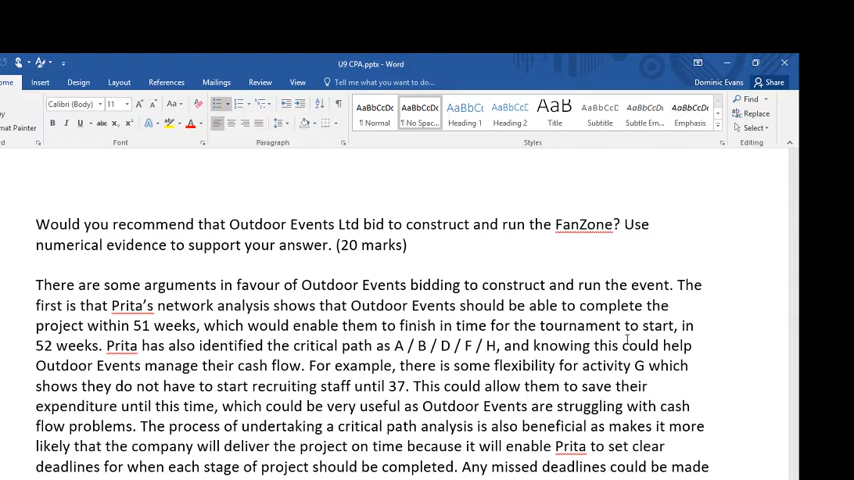 U9 CPA.pptx - Word
Insert Design Layout References Mailings Review View Tell me what you want to do... Dominic Evans Share
Calibri (Body) 11 Aa
B I U abc
AaBbCcDc AaBbCcDc AaBbCc AaBbCcD AaB AaBbCcD AaBbCcDc AaBbCcDc
¶ Normal ¶ No Spac... Heading 1 Heading 2 Title Subtitle Subtle Em... Emphasis
Find
Replace
Select
Format Painter
Font Paragraph Styles Editing
Would you recommend that Outdoor Events Ltd bid to construct and run the FanZone? Use
numerical evidence to support your answer. (20 marks)
There are some arguments in favour of Outdoor Events bidding to construct and run the event. The
first is that Prita's network analysis shows that Outdoor Events should be able to complete the
project within 51 weeks, which would enable them to finish in time for the tournament to start, in
52 weeks. Prita has also identified the critical path as A / B / D / F / H, and knowing this could help
Outdoor Events manage their cash flow. For example, there is some flexibility for activity G which
shows they do not have to start recruiting staff until 37. This could allow them to save their
expenditure until this time, which could be very useful as Outdoor Events are struggling with cash
flow problems. The process of undertaking a critical path analysis is also beneficial as makes it more
likely that the company will deliver the project on time because it will enable Prita to set clear
deadlines for when each stage of project should be completed. Any missed deadlines could be made